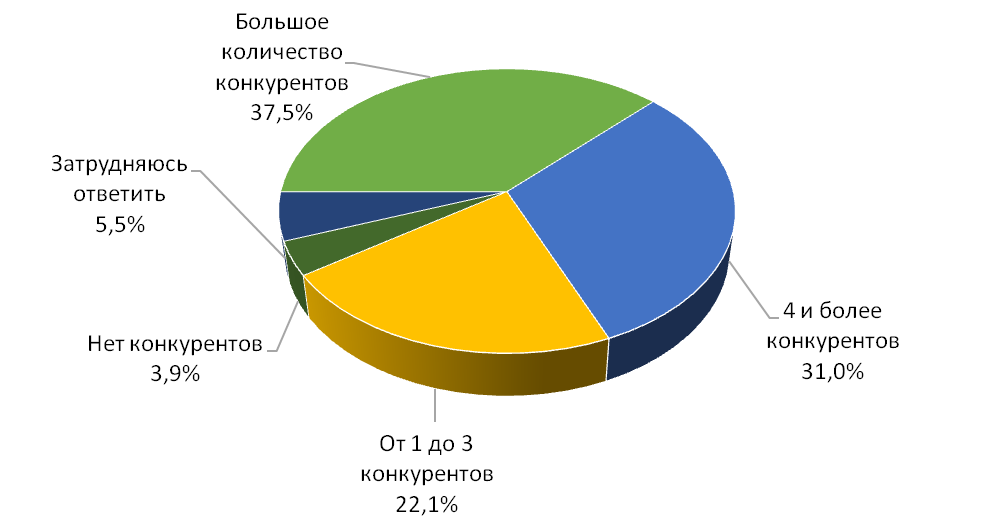 Большое
количество
конкурентов
37,5%
Затрудняюсь
ответить
5,5%
Нет конкурентов
3,9%
От 1 до 3
конкурентов
22,1%
4 и более
конкурентов
31,0%